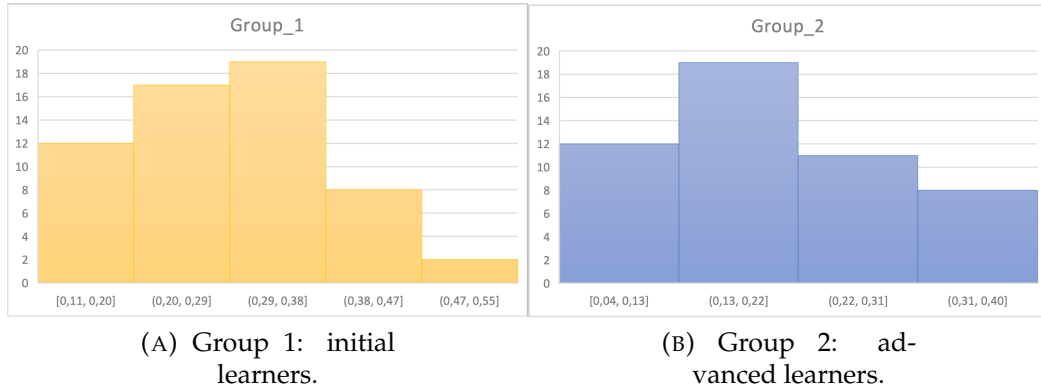 Group_1
20
18
16
14
12
10
8
6
4
2
0
[0,11, 0,20] (0,20, 0,29] (0,29, 0,38] (0,38, 0,47] (0,47, 0,55]
(A) Group 1: initial
learners.
Group_2
20
18
16
14
12
10
8
6
4
2
0
[0,04, 0,13] (0,13, 0,22] (0,22, 0,31] (0,31, 0,40]
(B) Group 2: ad-
vanced learners.